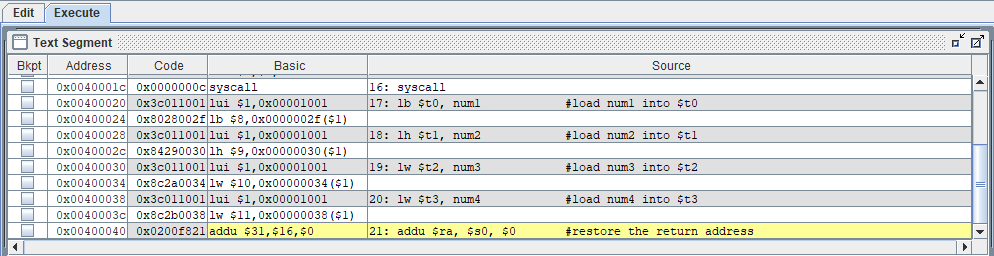 Edit Execute
Text Segment
Bkpt Address Code Basic Source
0x0040001c 0x0000000c syscall 16: syscall
0x00400020 0x3c011001 lui $1,0x00001001 17: lb $t0, num1 #load num1 into $t0
0x00400024 0x8028002f lb $8,0x0000002f($1)
0x00400028 0x3c011001 lui $1,0x00001001 18: lh $t1, num2 #load num2 into $t1
0x0040002c 0x84290030 lh $9,0x00000030($1)
0x00400030 0x3c011001 lui $1,0x00001001 19: lw $t2, num3 #load num3 into $t2
0x00400034 0x8c2a0034 lw $10,0x00000034($1)
0x00400038 0x3c011001 lui $1,0x00001001 20: lw $t3, num4 #load num4 into $t3
0x0040003c 0x8c2b0038 lw $11,0x00000038($1)
0x00400040 0x0200f821 addu $31,$16,$0 21: addu $ra, $s0, $0 #restore the return address